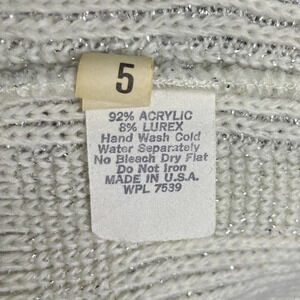 5
92% ACRYLIC
8% LUREX
Hand Wash Cold
Water Separately
No Bleach Dry Flat
Do Not Iron
MADE IN U.S.A.
WPL 7539